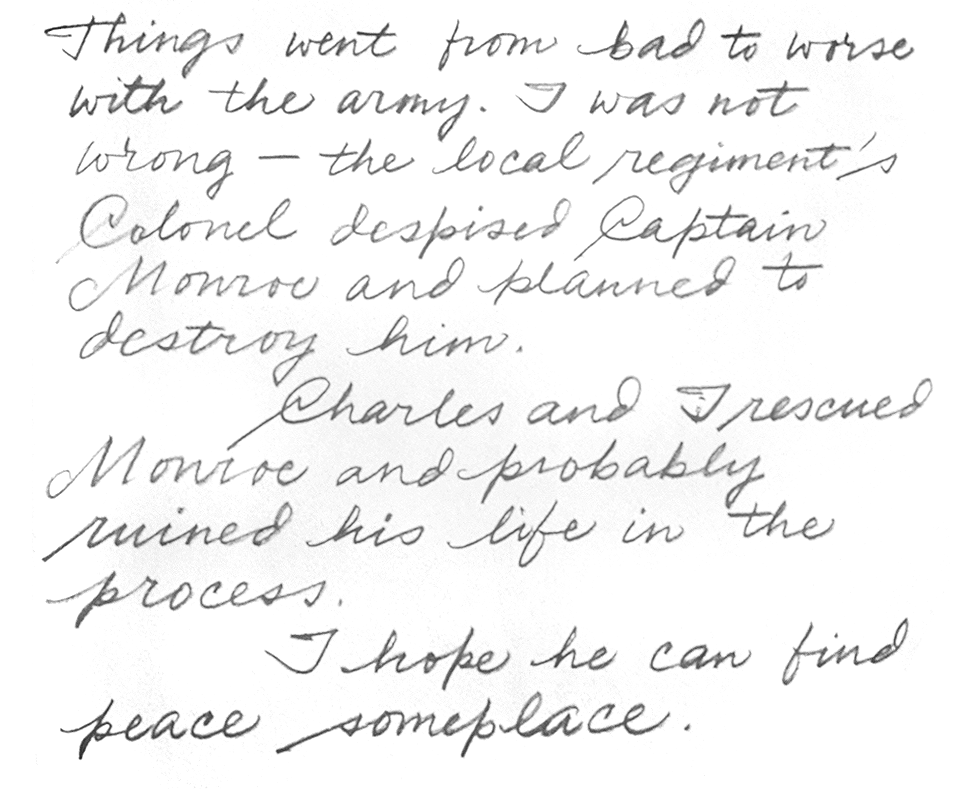 Things went from bad to worse
with the army. I was not
wrong — the local regiment's
Colonel despised Captain
Monroe and planned to
destroy him.
Charles and I rescued
Monroe and probably
ruined his life in the
process.
I hope he can find
peace someplace.